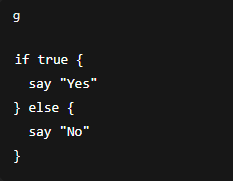 g

if true {
  say "Yes"
} else {
  say "No"
}